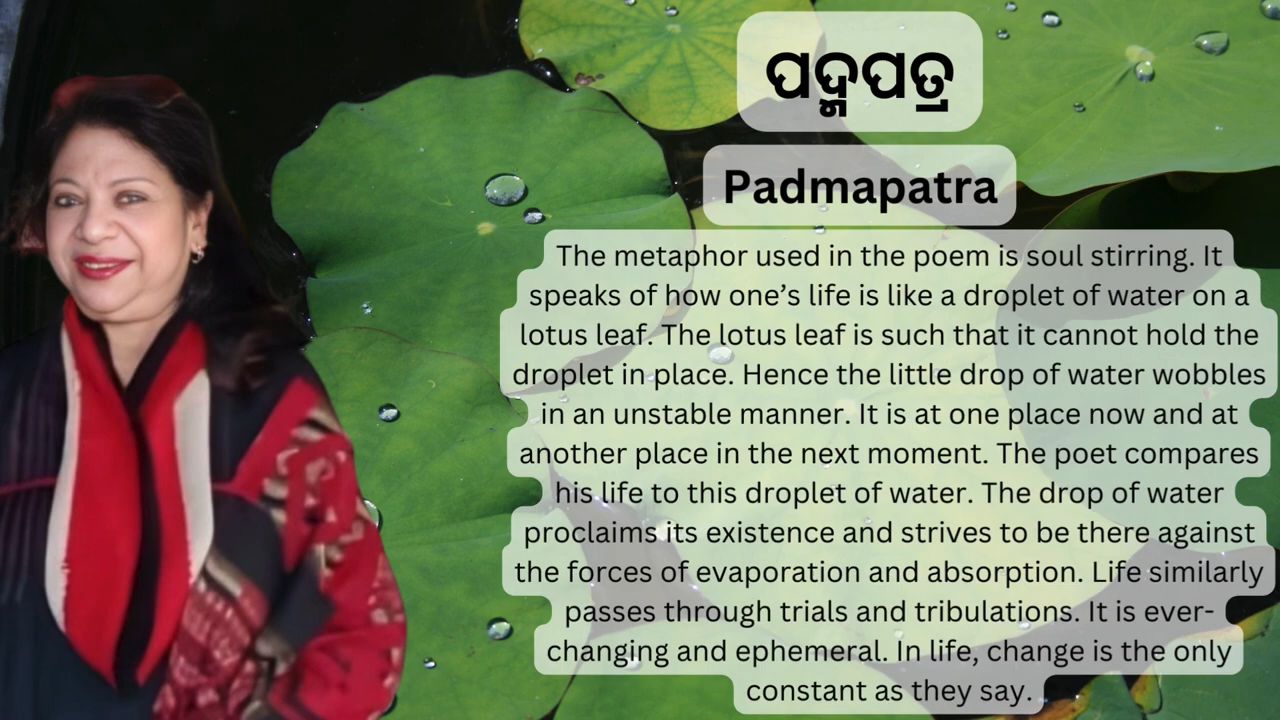 ପଦ୍ମପତ୍ର
Padmapatra
The metaphor used in the poem is soul stirring. It
speaks of how one’s life is like a droplet of water on a
lotus leaf. The lotus leaf is such that it cannot hold the
droplet in place. Hence the little drop of water wobbles
in an unstable manner. It is at one place now and at
another place in the next moment. The poet compares
his life to this droplet of water. The drop of water
proclaims its existence and strives to be there against
the forces of evaporation and absorption. Life similarly
passes through trials and tribulations. It is ever-
changing and ephemeral. In life, change is the only
constant as they say.